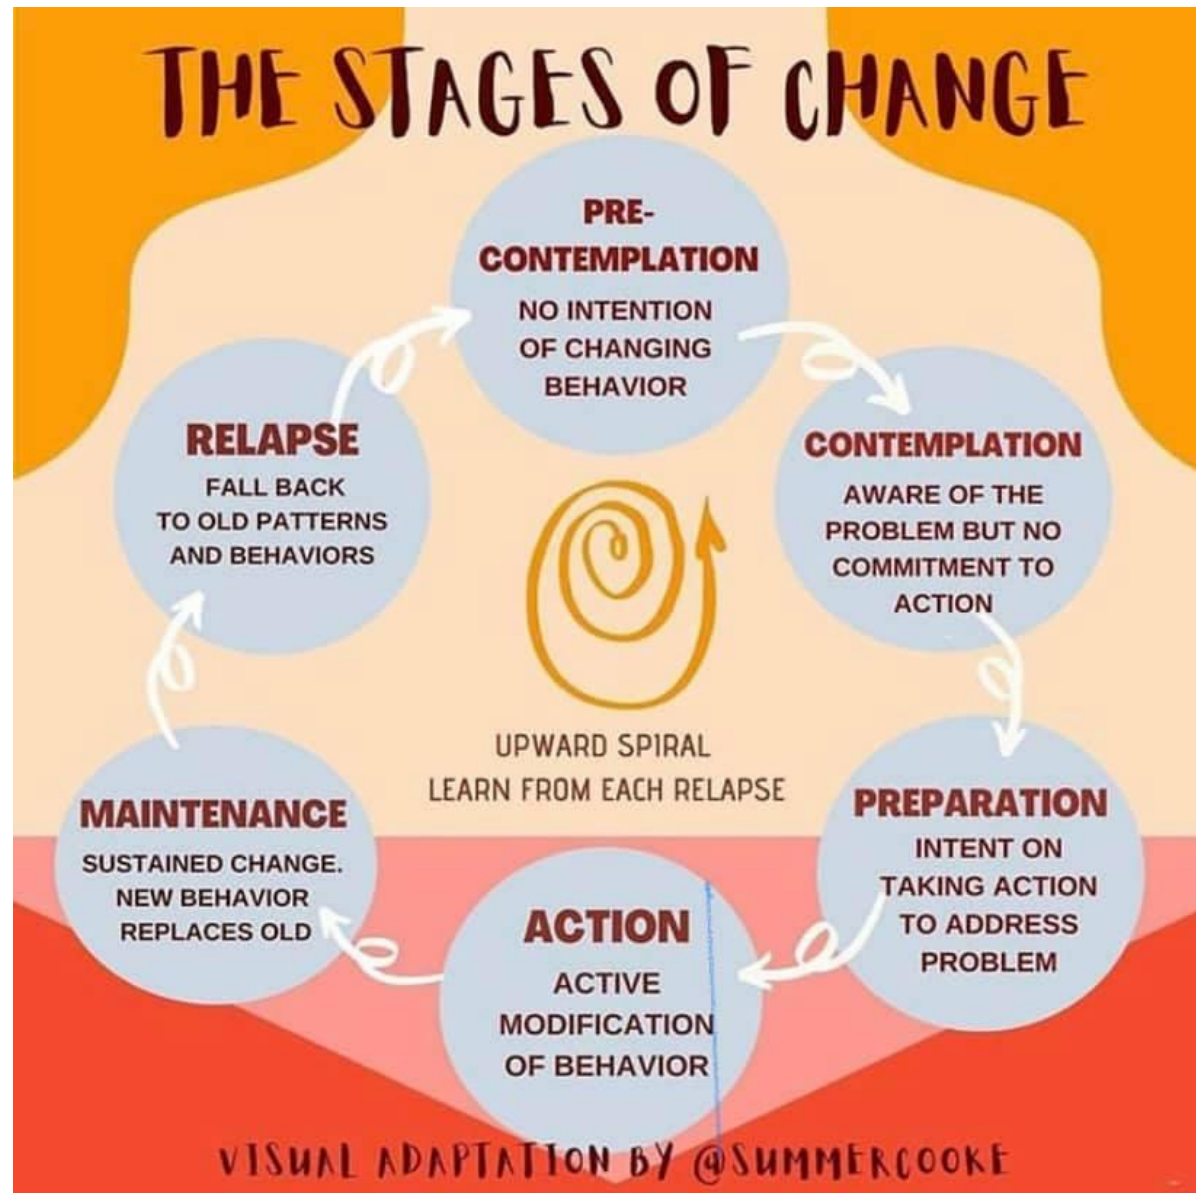 THE STAGES OF CHANGE
PRE-
CONTEMPLATION
NO INTENTION
OF CHANGING
BEHAVIOR
CONTEMPLATION
AWARE OF THE
PROBLEM BUT NO
COMMITMENT TO
ACTION
PREPARATION
INTENT ON
TAKING ACTION
TO ADDRESS
PROBLEM
ACTION
ACTIVE
MODIFICATION
OF BEHAVIOR
MAINTENANCE
SUSTAINED CHANGE.
NEW BEHAVIOR
REPLACES OLD
RELAPSE
FALL BACK
TO OLD PATTERNS
AND BEHAVIORS
UPWARD SPIRAL
LEARN FROM EACH RELAPSE
VISUAL ADAPTATION BY @SUMMERCOOKE